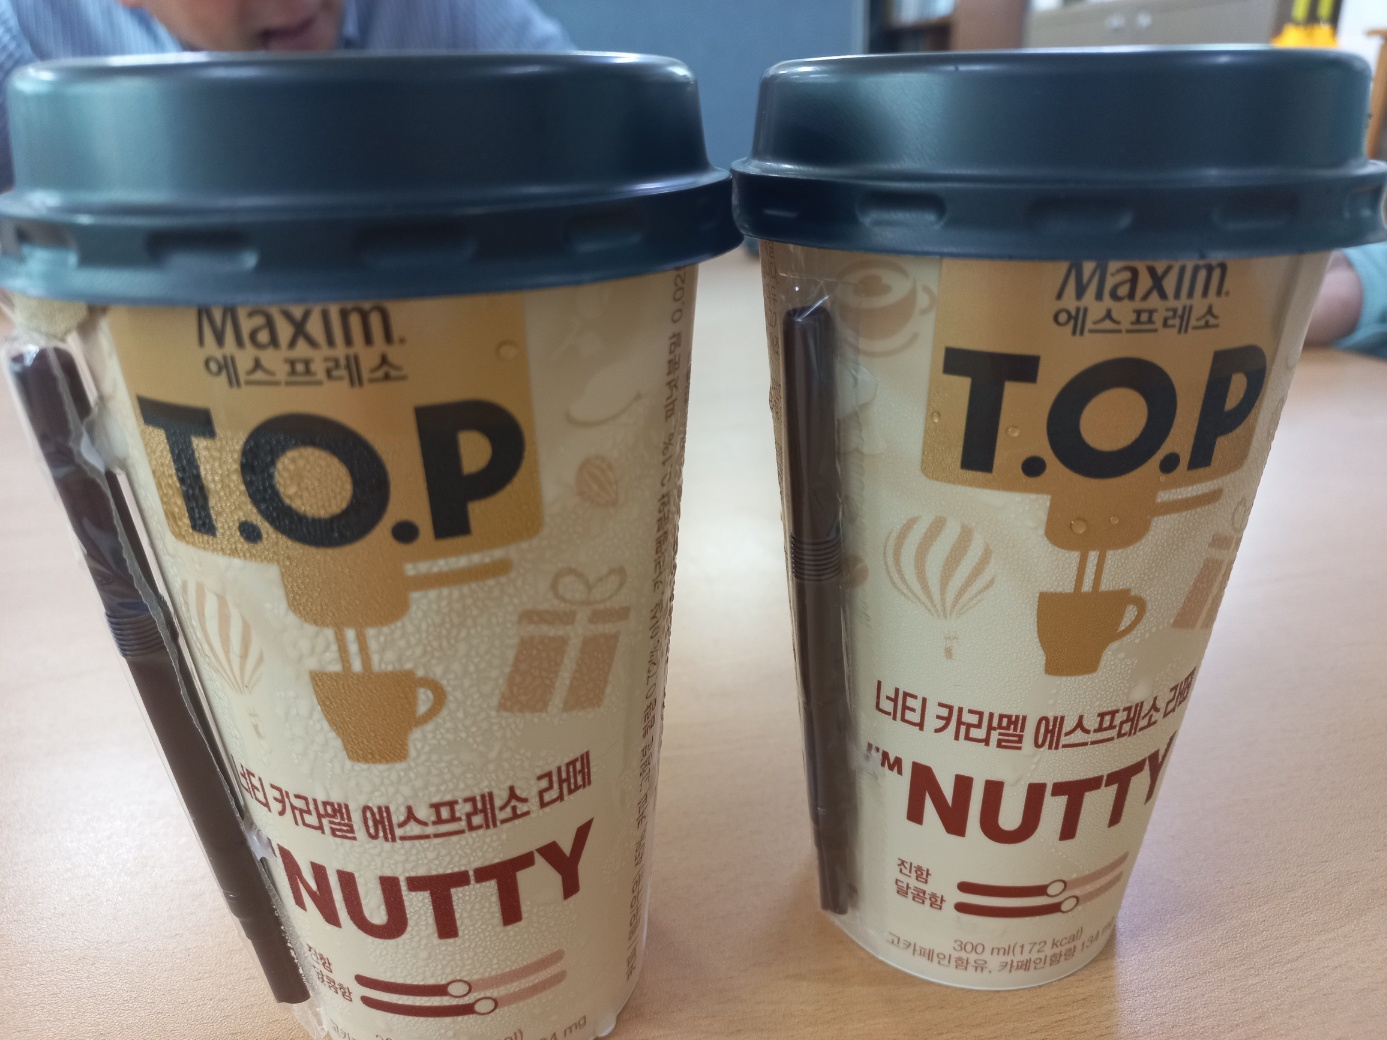 Maxim.
에스프레소
T.O.P
너티 카라멜 에스프레소 라떼
NUTTY
진함
달콤함
34 mg
Maxim.
에스프레소
T.O.P
너티 카라멜 에스프레소 라떼
I'M NUTTY
진함
달콤함
300 ml(172 kcal)
고카페인함유, 카페인함량 134 mg